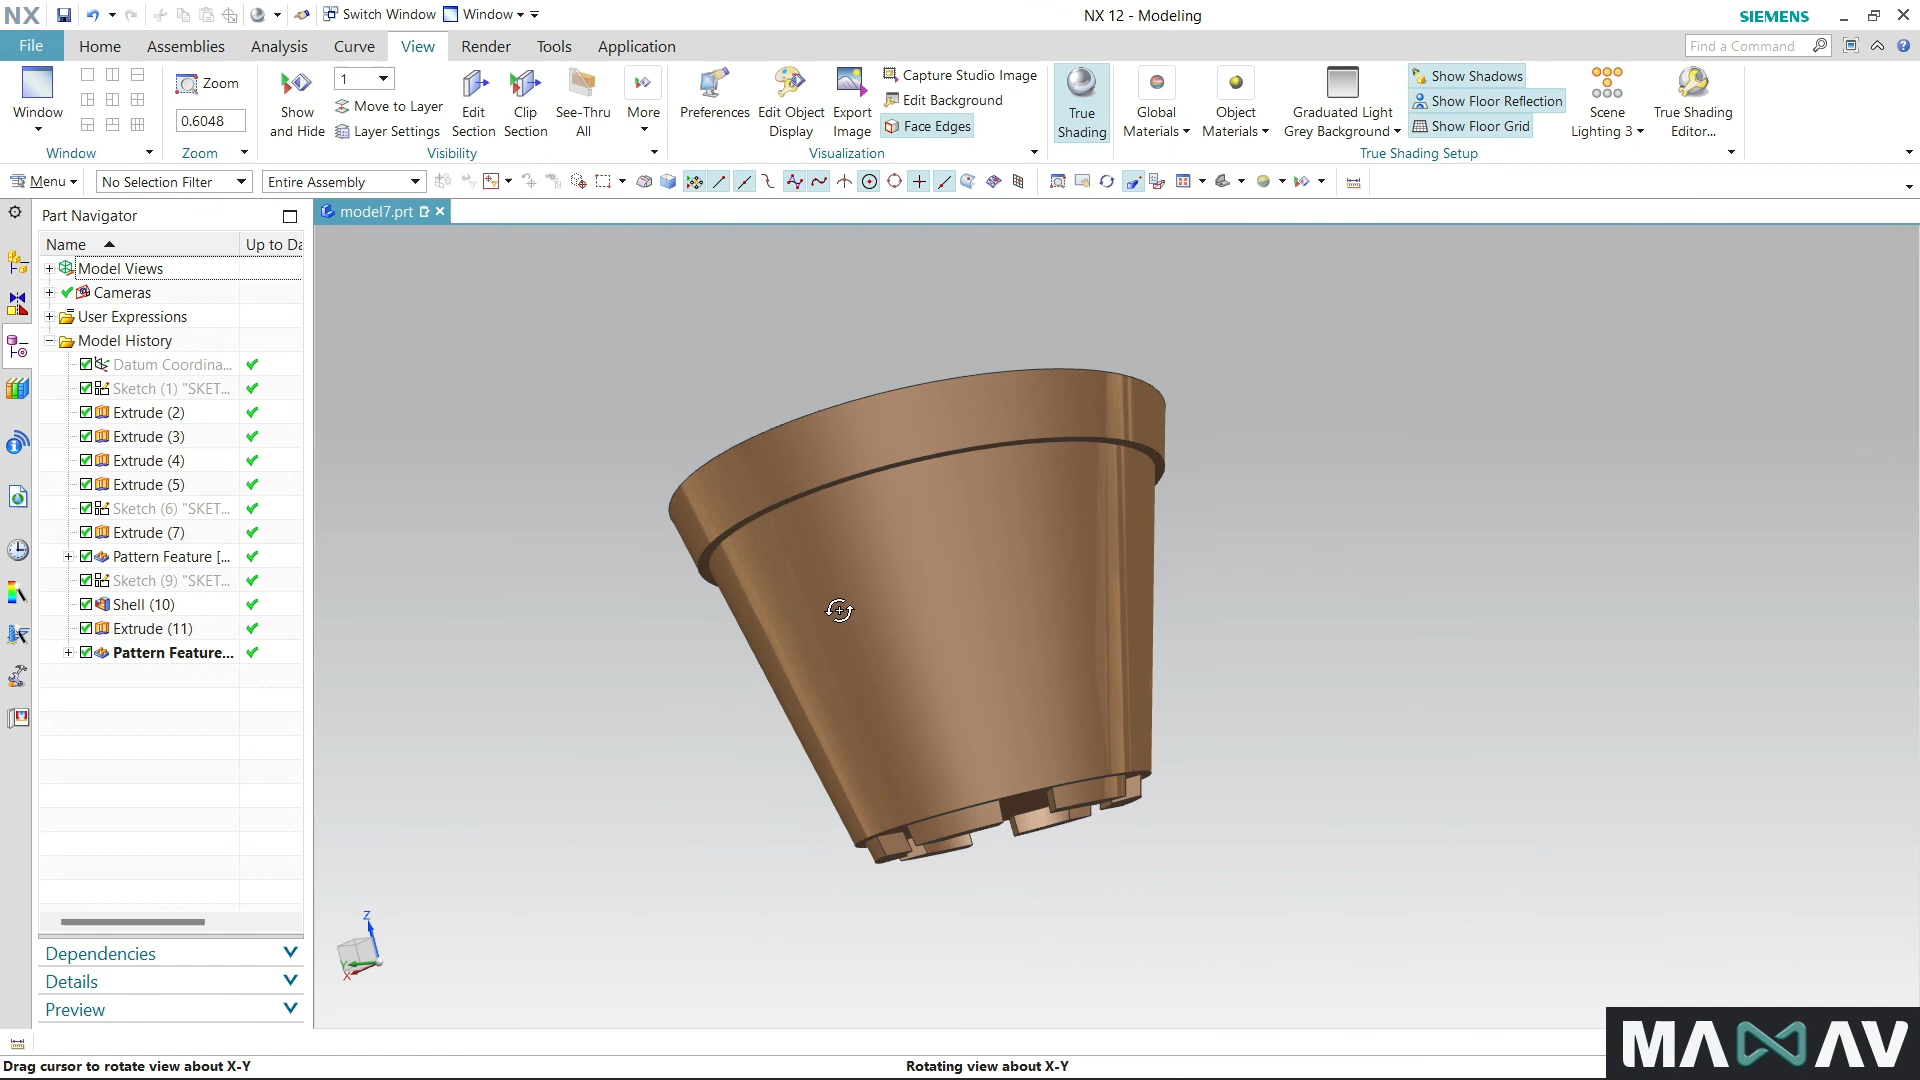 NX
Switch Window
Window
NX 12 - Modeling
SIEMENS
File
Home
Assemblies
Analysis
Curve
View
Render
Tools
Application
Find a Command
Window
Zoom
0.6048
Show and Hide
1
Move to Layer
Layer Settings
Edit Section
Clip Section
See-Thru All
More
Preferences
Edit Object Display
Export Image
Capture Studio Image
Edit Background
Face Edges
True Shading
Global Materials
Object Materials
Graduated Light Grey Background
Show Shadows
Show Floor Reflection
Show Floor Grid
Scene Lighting 3
True Shading Editor...
Window
Zoom
Visibility
Visualization
True Shading Setup
Menu
No Selection Filter
Entire Assembly
Part Navigator
model7.prt
Name
Up to Da
Model Views
Cameras
User Expressions
Model History
Datum Coordina...
Sketch (1) "SKET...
Extrude (2)
Extrude (3)
Extrude (4)
Extrude (5)
Sketch (6) "SKET...
Extrude (7)
Pattern Feature [...
Sketch (9) "SKET...
Shell (10)
Extrude (11)
Pattern Feature...
Z
Y
X
Dependencies
Details
Preview
Drag cursor to rotate view about X-Y
Rotating view about X-Y